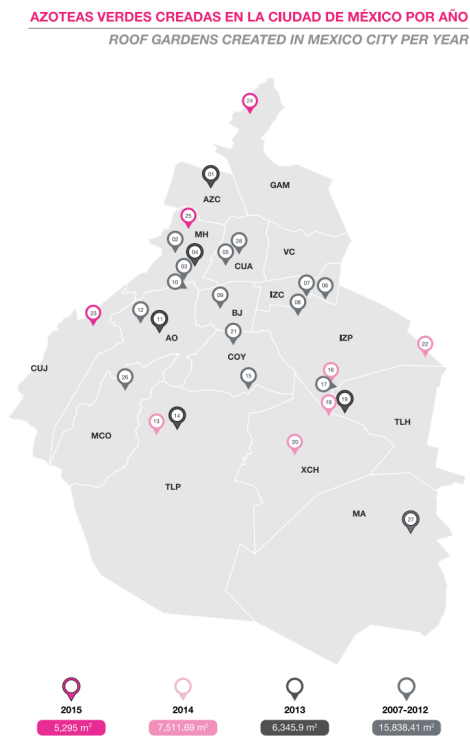 AZOTEAS VERDES CREADAS EN LA CIUDAD DE MÉXICO POR AÑO
ROOF GARDENS CREATED IN MEXICO CITY PER YEAR
24
01
GAM
AZC
25
MH
02
28
04
05
VC
03
CUA
10
07
06
09
IZC
08
12
23
11
BJ
AO
21
IZP
22
COY
CUJ
16
26
15
17
18
19
13
14
TLH
MCO
20
XCH
TLP
MA
27
2015
2014
2013
2007-2012
5,295 m²
7,511.69 m²
6,345.9 m²
15,838.41 m²